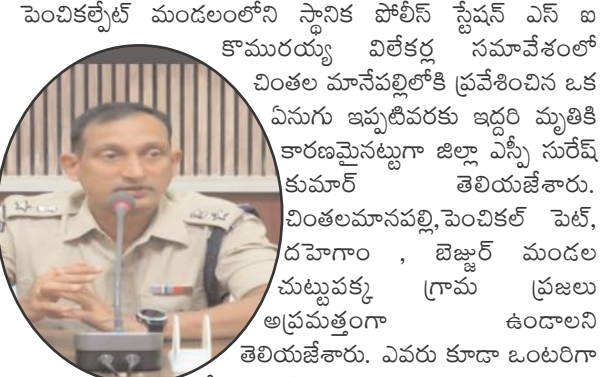 పెంచికల్పేట్ మండలంలోని స్థానిక పోలీస్ స్టేషన్ ఎస్ ఐ
కొమురయ్య విలేకర్ల సమావేశంలో
చింతల మానేపల్లిలోకి ప్రవేశించిన ఒక
ఏనుగు ఇప్పటివరకు ఇద్దరి మృతికి
కారణమైనట్టుగా జిల్లా ఎస్పీ సురేష్
కుమార్ తెలియజేశారు.
చింతలమానపల్లి,పెంచికల్ పెట్,
దహెగాం , బెజ్జుర్ మండల
చుట్టుపక్క గ్రామ ప్రజలు
అప్రమత్తంగా ఉండాలని
తెలియజేశారు. ఎవరు కూడా ఒంటరిగా